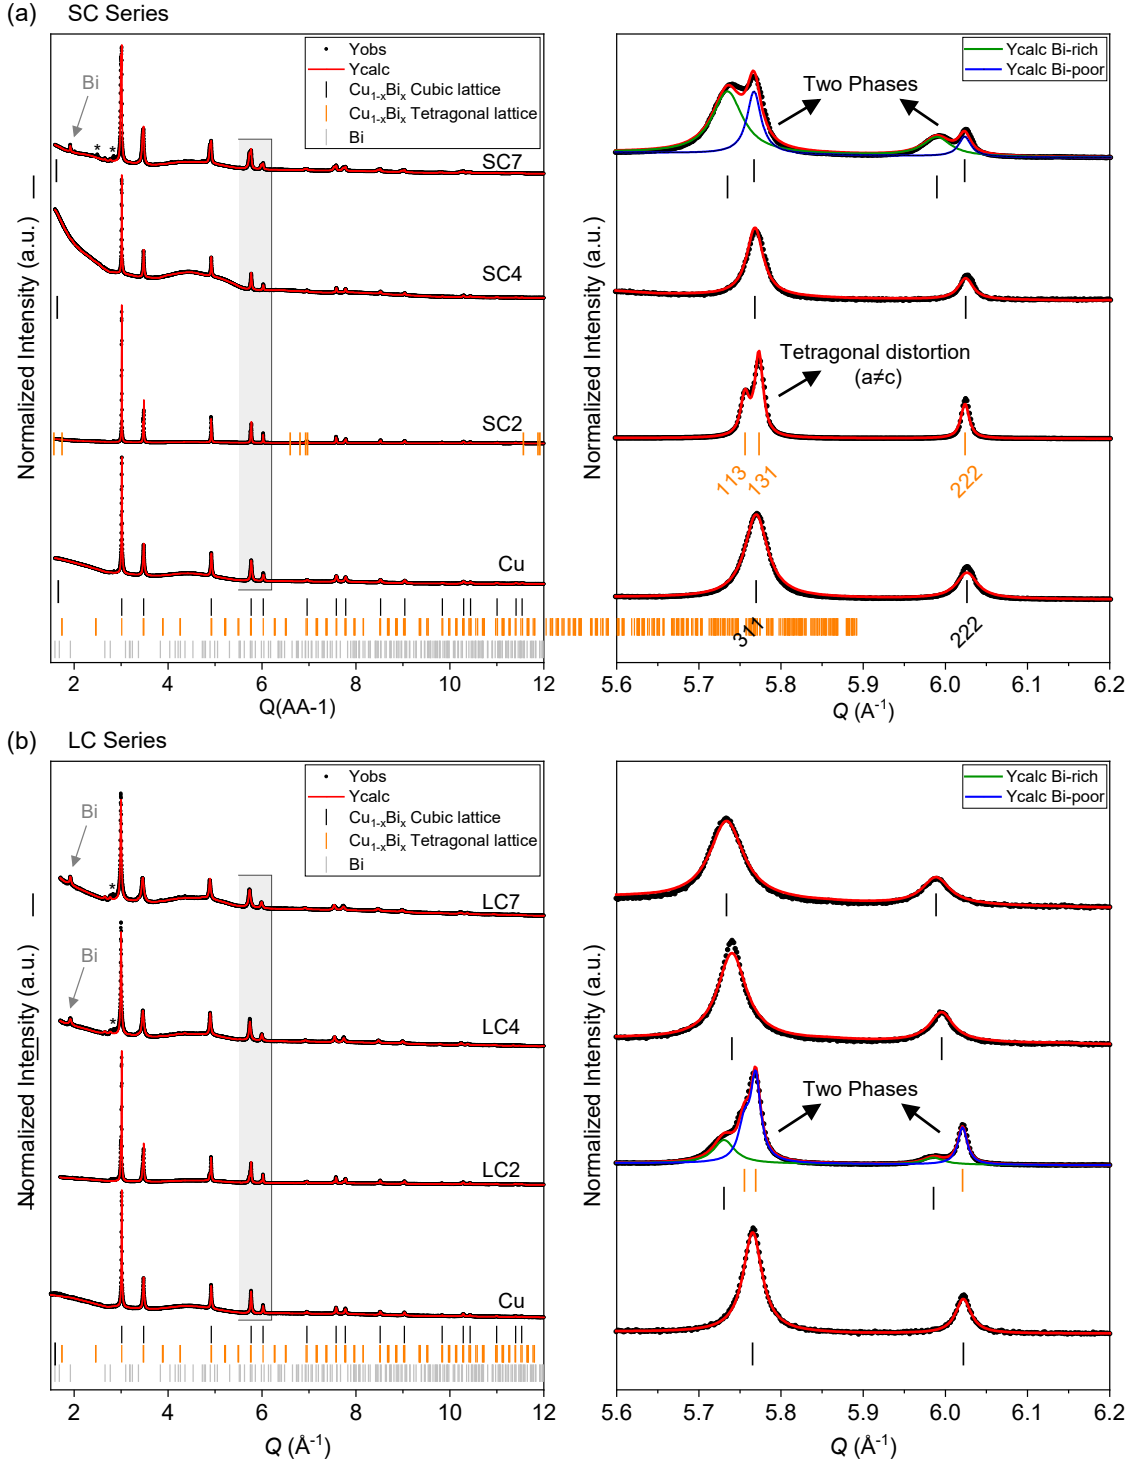 (a) SC Series
Normalized Intensity (a.u.)
Yobs
Ycalc
Cu1-xBix Cubic lattice
Cu1-xBix Tetragonal lattice
Bi
Bi
*
*
SC7
SC4
SC2
Cu
2 4 6 8 10 12
Q(AA-1)
Normalized Intensity (a.u.)
Ycalc Bi-rich
Ycalc Bi-poor
Two Phases
Tetragonal distortion
(a≠c)
113
131
222
311
222
5.6 5.7 5.8 5.9 6.0 6.1 6.2
Q (A-1)
(b) LC Series
Normalized Intensity (a.u.)
Yobs
Ycalc
Cu1-xBix Cubic lattice
Cu1-xBix Tetragonal lattice
Bi
Bi
*
LC7
Bi
*
LC4
LC2
Cu
2 4 6 8 10 12
Q (Å-1)
Normalized Intensity (a.u.)
Ycalc Bi-rich
Ycalc Bi-poor
Two Phases
5.6 5.7 5.8 5.9 6.0 6.1 6.2
Q (Å-1)